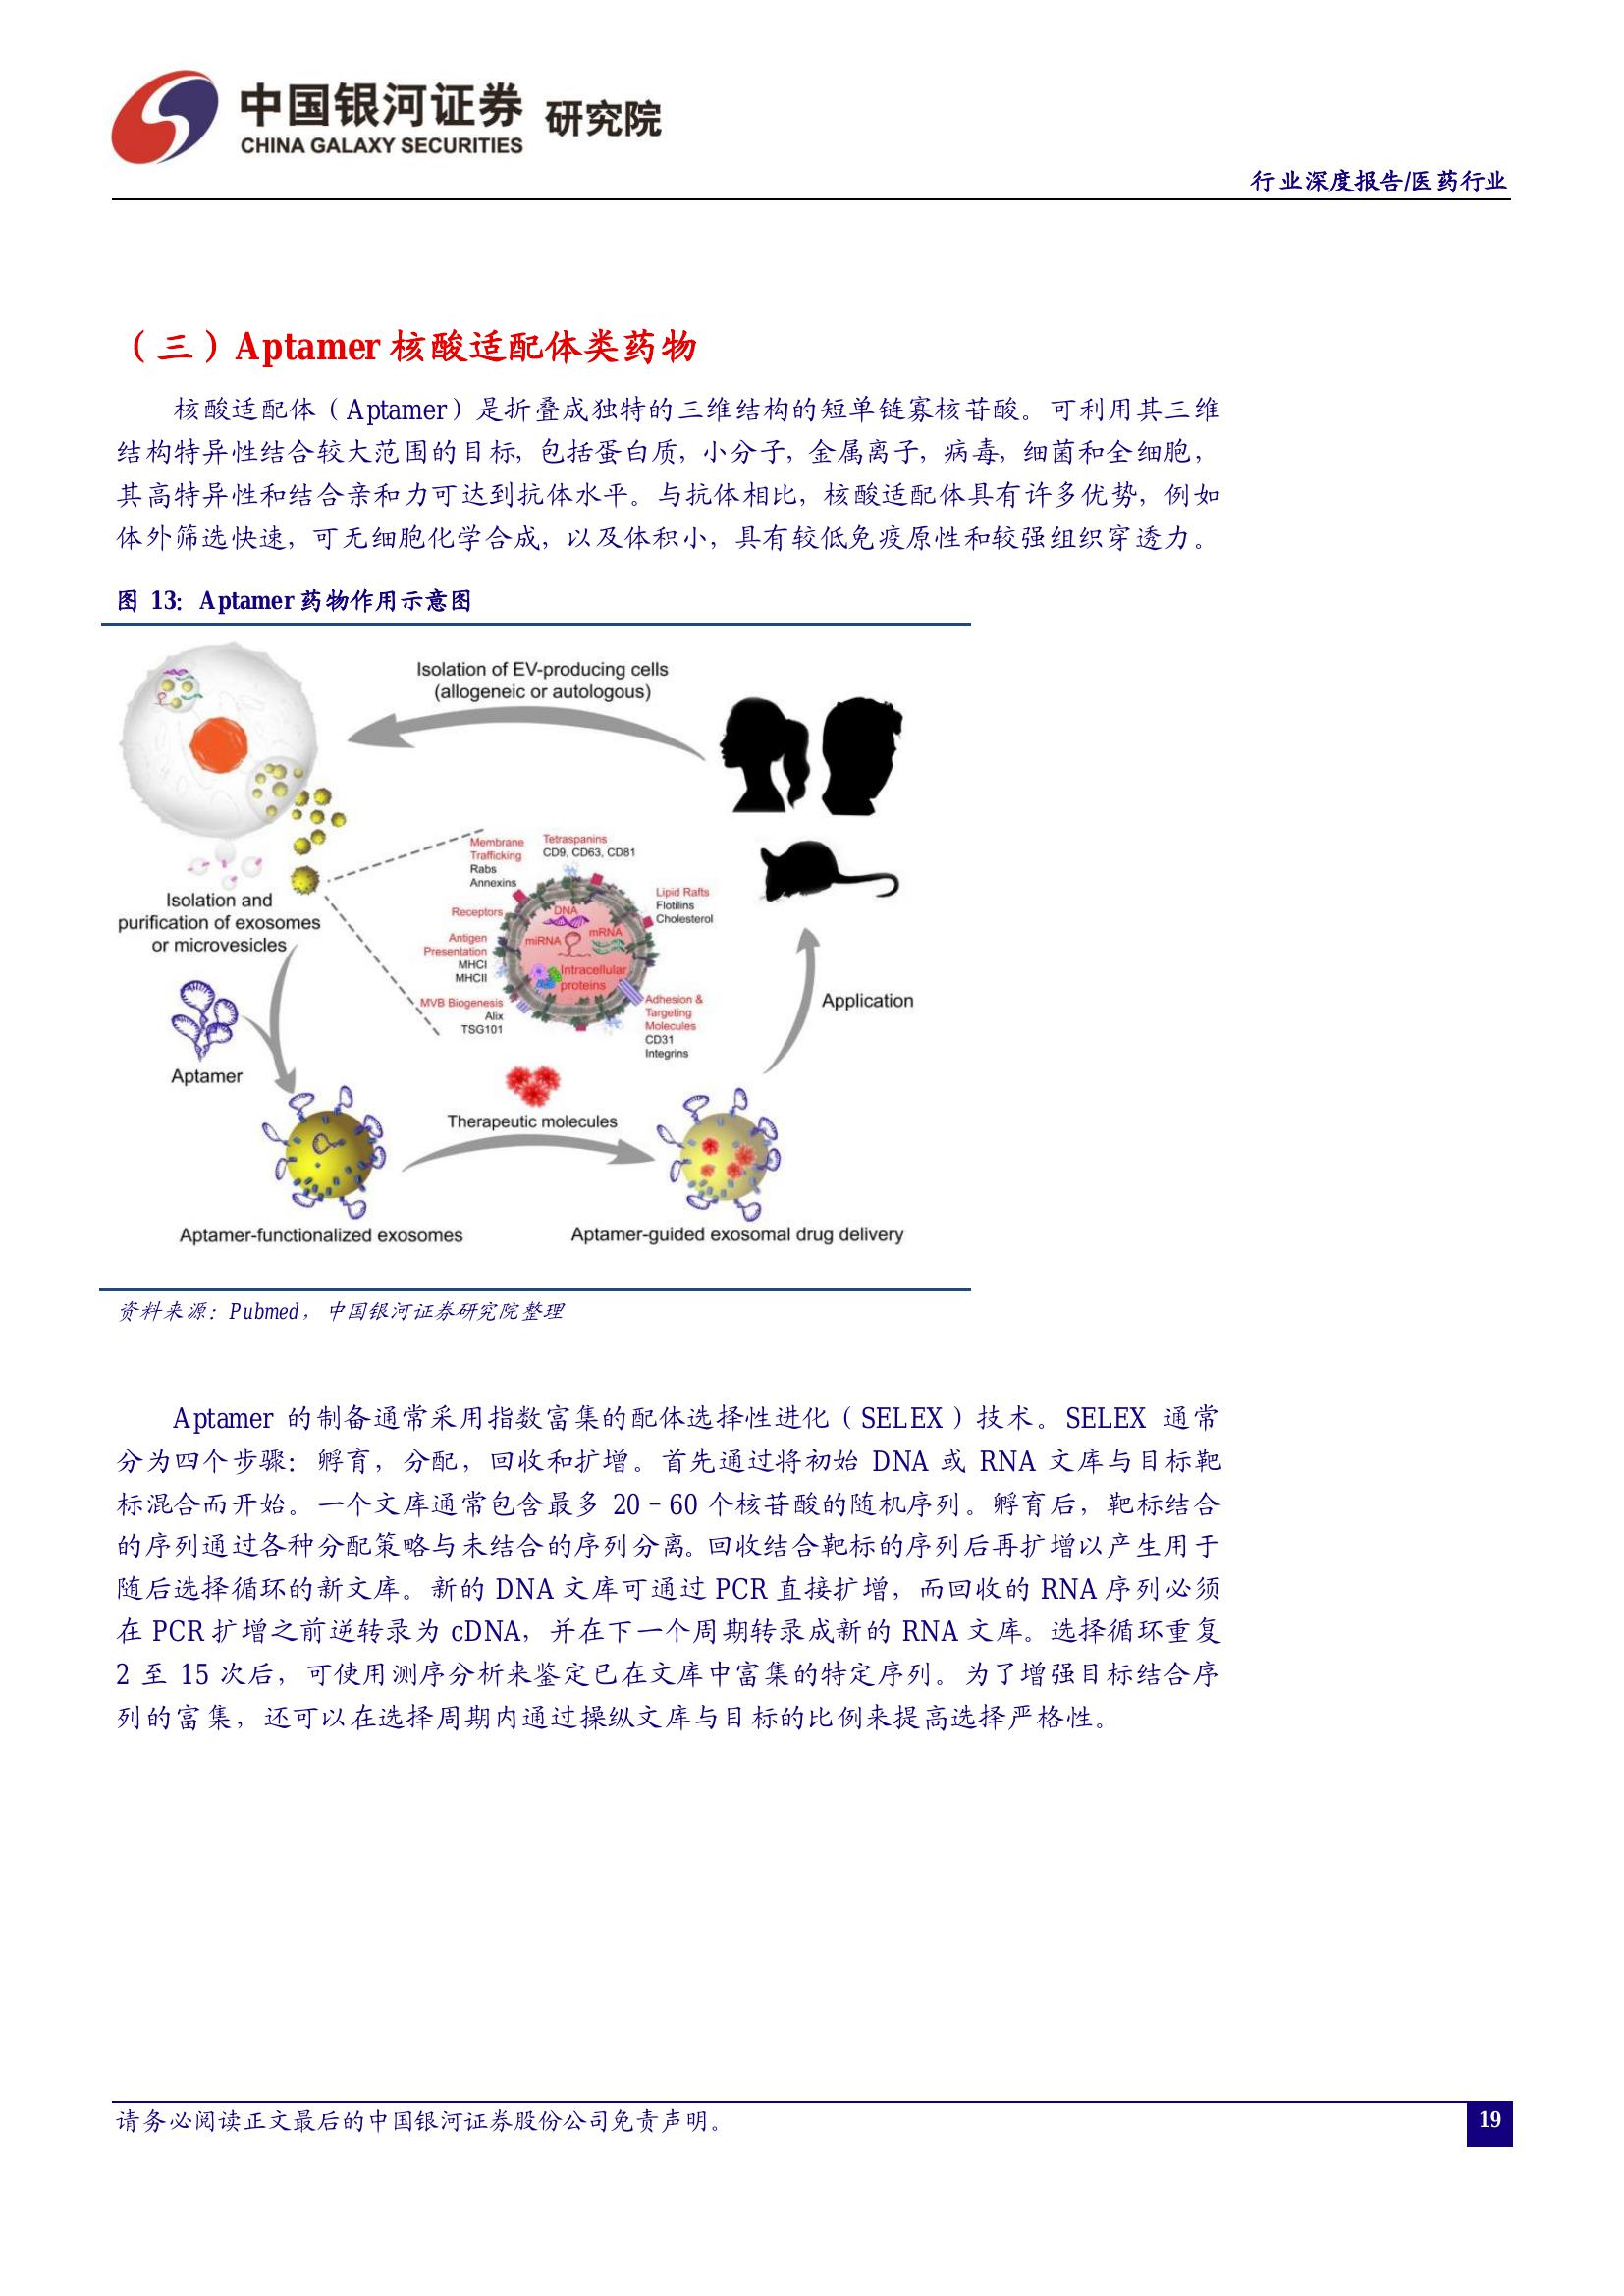 中国银河证券 研究院
CHINA GALAXY SECURITIES
行业深度报告/医药行业
（三）Aptamer 核酸适配体类药物
核酸适配体（Aptamer）是折叠成独特的三维结构的短单链寡核苷酸。可利用其三维
结构特异性结合较大范围的目标，包括蛋白质，小分子，金属离子，病毒，细菌和全细胞，
其高特异性和结合亲和力可达到抗体水平。与抗体相比，核酸适配体具有许多优势，例如
体外筛选快速，可无细胞化学合成，以及体积小，具有较低免疫原性和较强组织穿透力。
图 13：Aptamer 药物作用示意图
Isolation of EV-producing cells
(allogeneic or autologous)
Membrane
Trafficking
Rabs
Annexins
Tetraspanins
CD9, CD63, CD81
Lipid Rafts
Flotilins
Cholesterol
Receptors
Antigen
Presentation
MHCI
MHCII
MVB Biogenesis
Alix
TSG101
DNA
miRNA
mRNA
Intracellular
proteins
Adhesion &
Targeting
Molecules
CD31
Integrins
Isolation and
purification of exosomes
or microvesicles
Aptamer
Application
Therapeutic molecules
Aptamer-functionalized exosomes
Aptamer-guided exosomal drug delivery
资料来源：Pubmed，中国银河证券研究院整理
Aptamer 的制备通常采用指数富集的配体选择性进化（SELEX）技术。SELEX 通常
分为四个步骤：孵育，分配，回收和扩增。首先通过将初始 DNA 或 RNA 文库与目标靶
标混合而开始。一个文库通常包含最多 20–60 个核苷酸的随机序列。孵育后，靶标结合
的序列通过各种分配策略与未结合的序列分离。回收结合靶标的序列后再扩增以产生用于
随后选择循环的新文库。新的 DNA 文库可通过 PCR 直接扩增，而回收的 RNA 序列必须
在 PCR 扩增之前逆转录为 cDNA，并在下一个周期转录成新的 RNA 文库。选择循环重复
2 至 15 次后，可使用测序分析来鉴定已在文库中富集的特定序列。为了增强目标结合序
列的富集，还可以在选择周期内通过操纵文库与目标的比例来提高选择严格性。
请务必阅读正文最后的中国银河证券股份公司免责声明。
19